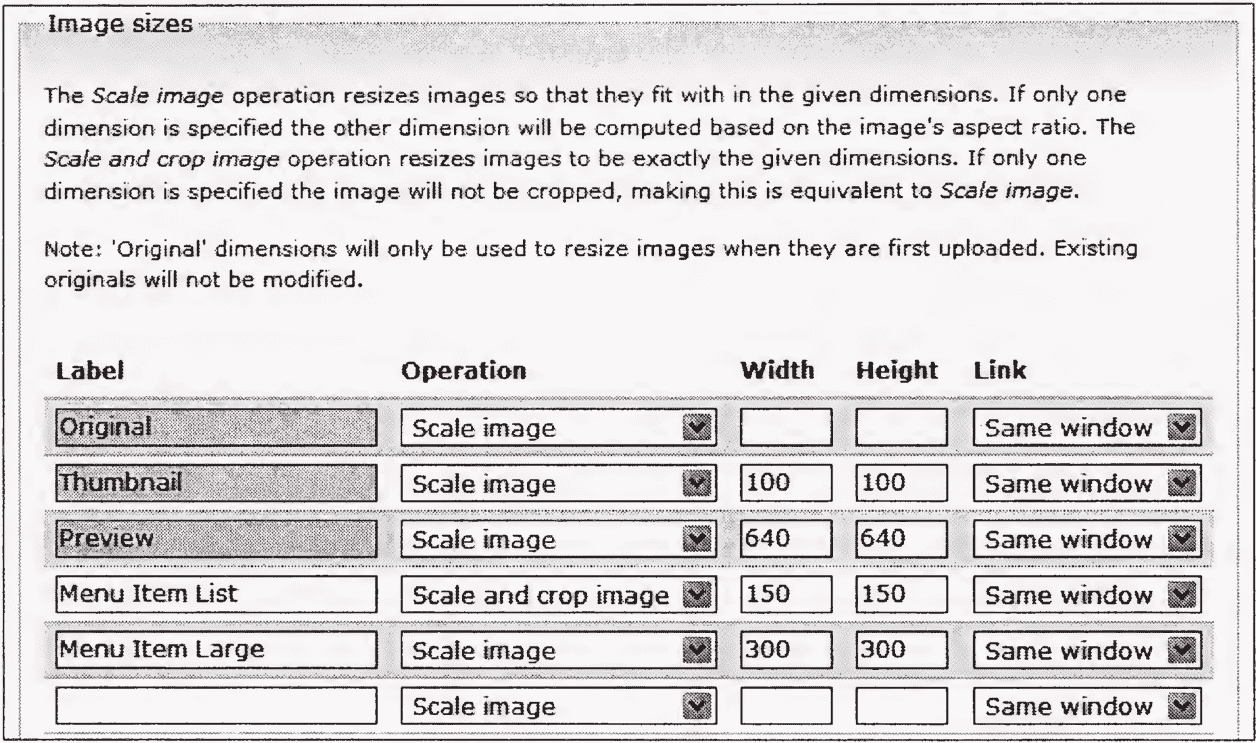 Image sizes
The Scale image operation resizes images so that they fit with in the given dimensions. If only one
dimension is specified the other dimension will be computed based on the image's aspect ratio. The
Scale and crop image operation resizes images to be exactly the given dimensions. If only one
dimension is specified the image will not be cropped, making this is equivalent to Scale image.
Note: 'Original' dimensions will only be used to resize images when they are first uploaded. Existing
originals will not be modified.
Label Operation Width Height Link
Original Scale image Same window
Thumbnail Scale image 100 100 Same window
Preview Scale image 640 640 Same window
Menu Item List Scale and crop image 150 150 Same window
Menu Item Large Scale image 300 300 Same window
Scale image Same window